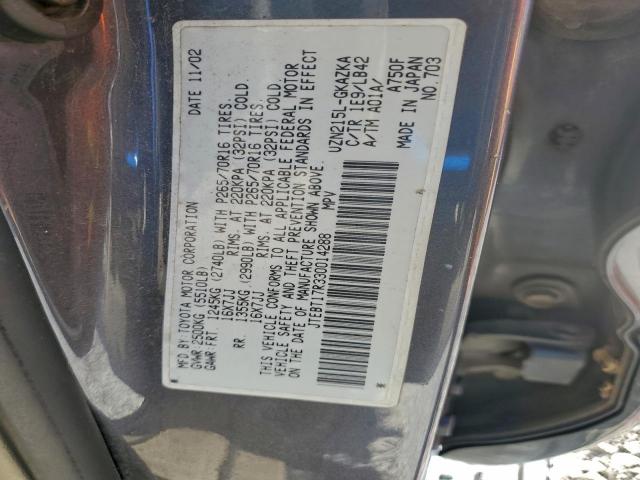 MFD BY TOYOTA MOTOR CORPORATION DATE 11/02
GVWR 2500KG (5510LB)
GAWR FRT. 1245KG (2740LB) WITH P265/70R16 TIRES.
16X7JJ RIMS. AT 220KPA (32PSI) COLD.
RR. 1355KG (2990LB) WITH P265/70R16 TIRES.
16X7JJ RIMS. AT 220KPA (32PSI) COLD.
THIS VEHICLE CONFORMS TO ALL APPLICABLE FEDERAL MOTOR
VEHICLE SAFETY AND THEFT PREVENTION STANDARDS IN EFFECT
ON THE DATE OF MANUFACTURE SHOWN ABOVE.
JTEBT17R330014288 MPV
UZN215L-GKAZKA
C/TR 1E9/LB42
A/TM A01A/
A750F
MADE IN JAPAN
NO. 703